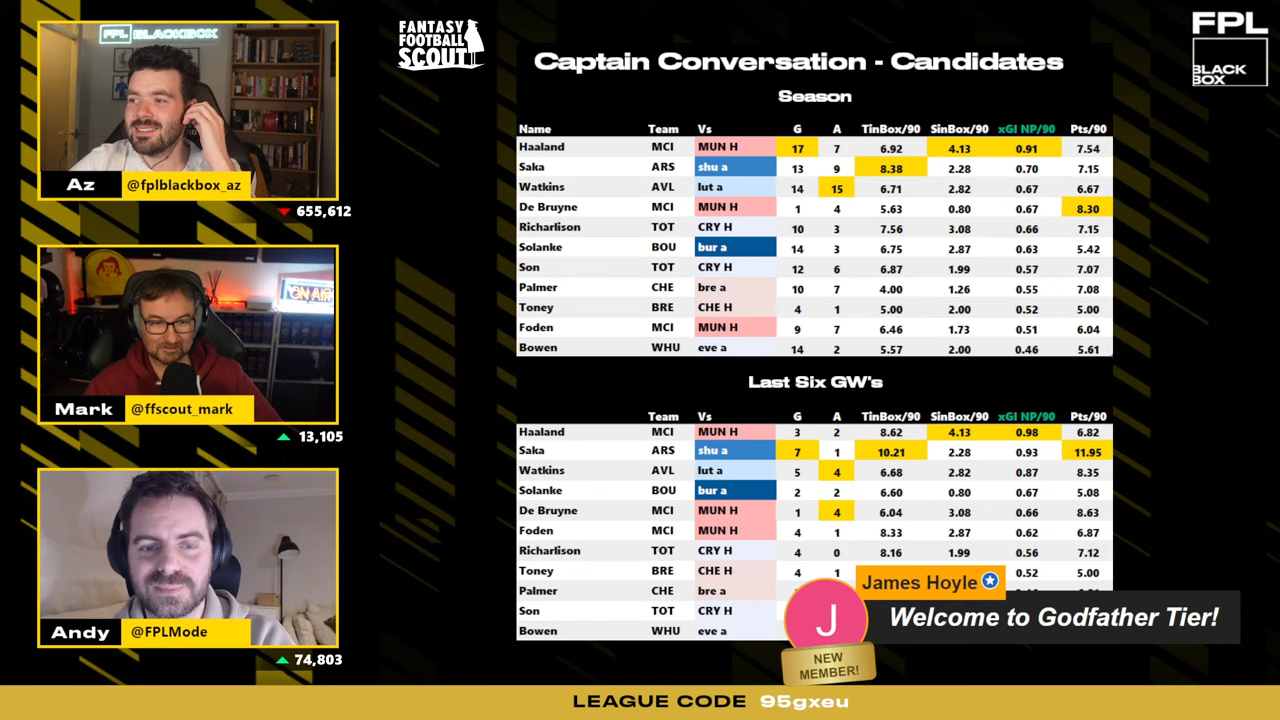 FPL BLACKBOX
Az
@fplblackbox_az
655,612
ON AIR
Mark
@ffscout_mark
13,105
Andy
@FPLMode
74,803
FANTASY
FOOTBALL
SCOUT
FPL
BLACK
BOX
Captain Conversation - Candidates
Season
Name Team Vs G A TinBox/90 SinBox/90 xGI NP/90 Pts/90
Haaland MCI MUN H 17 7 6.92 4.13 0.91 7.54
Saka ARS shu a 13 9 8.38 2.28 0.70 7.15
Watkins AVL lut a 14 15 6.71 2.82 0.67 6.67
De Bruyne MCI MUN H 1 4 5.63 0.80 0.67 8.30
Richarlison TOT CRY H 10 3 7.56 3.08 0.66 7.15
Solanke BOU bur a 14 3 6.75 2.87 0.63 5.42
Son TOT CRY H 12 6 6.87 1.99 0.57 7.07
Palmer CHE bre a 10 7 4.00 1.26 0.55 7.08
Toney BRE CHE H 4 1 5.00 2.00 0.52 5.00
Foden MCI MUN H 9 7 6.46 1.73 0.51 6.04
Bowen WHU eve a 14 2 5.57 2.00 0.46 5.61
Last Six GW's
Team Vs G A TinBox/90 SinBox/90 xGI NP/90 Pts/90
Haaland MCI MUN H 3 2 8.62 4.13 0.98 6.82
Saka ARS shu a 7 1 10.21 2.28 0.93 11.95
Watkins AVL lut a 5 4 6.68 2.82 0.87 8.35
Solanke BOU bur a 2 2 6.60 0.80 0.67 5.08
De Bruyne MCI MUN H 1 4 6.04 3.08 0.66 8.63
Foden MCI MUN H 4 1 8.33 2.87 0.62 6.87
Richarlison TOT CRY H 4 0 8.16 1.99 0.56 7.12
Toney BRE CHE H 4 1 0.52 5.00
Palmer CHE bre a
Son TOT CRY H
Bowen WHU eve a
James Hoyle
Welcome to Godfather Tier!
J
NEW
MEMBER!
LEAGUE CODE 95gxeu